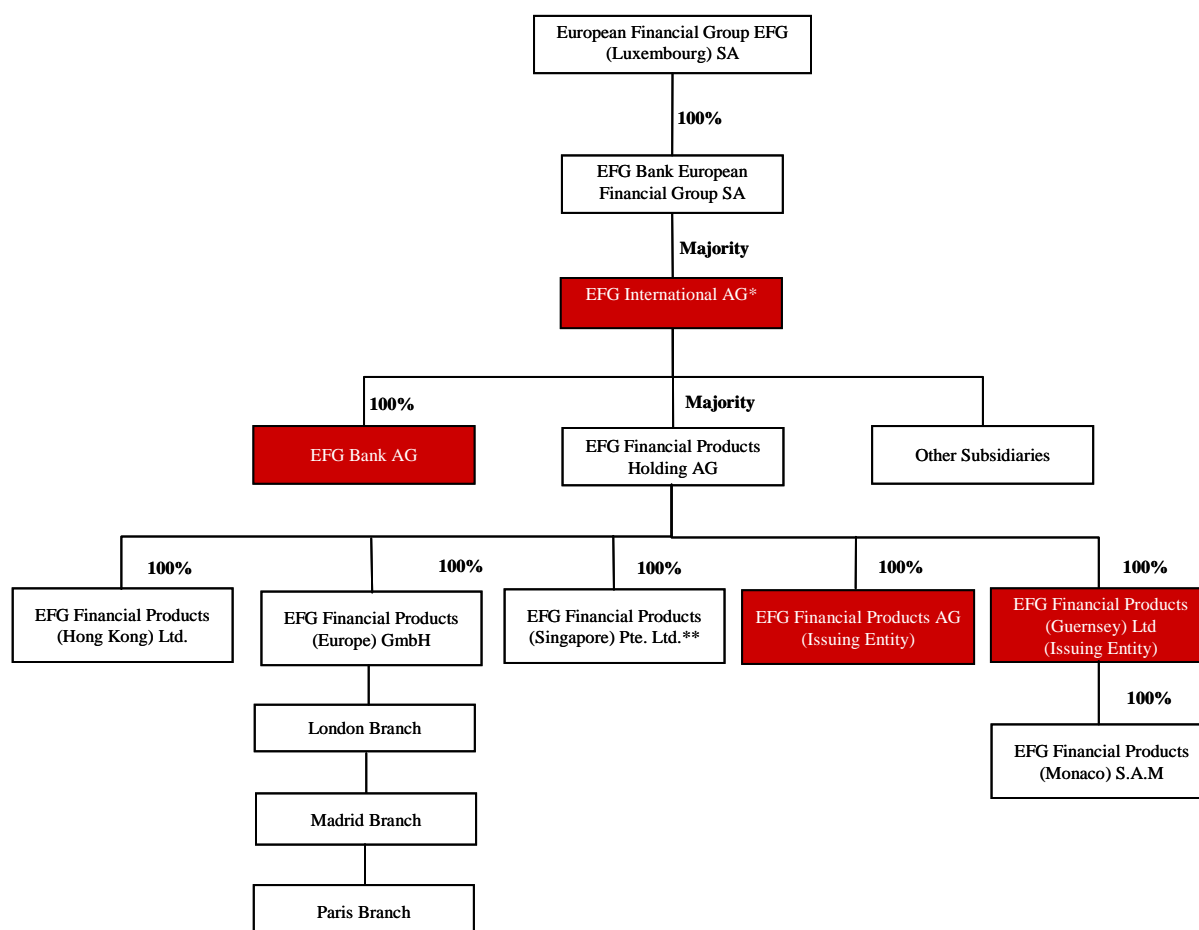 European Financial Group EFG
(Luxembourg) SA
100%
EFG Bank European
Financial Group SA
Majority
EFG International AG*
100%
Majority
EFG Bank AG
EFG Financial Products
Holding AG
Other Subsidiaries
100%
100%
100%
100%
100%
EFG Financial Products
(Hong Kong) Ltd.
EFG Financial Products
(Europe) GmbH
EFG Financial Products
(Singapore) Pte. Ltd.**
EFG Financial Products AG
(Issuing Entity)
EFG Financial Products
(Guernsey) Ltd
(Issuing Entity)
London Branch
100%
EFG Financial Products
(Monaco) S.A.M
Madrid Branch
Paris Branch